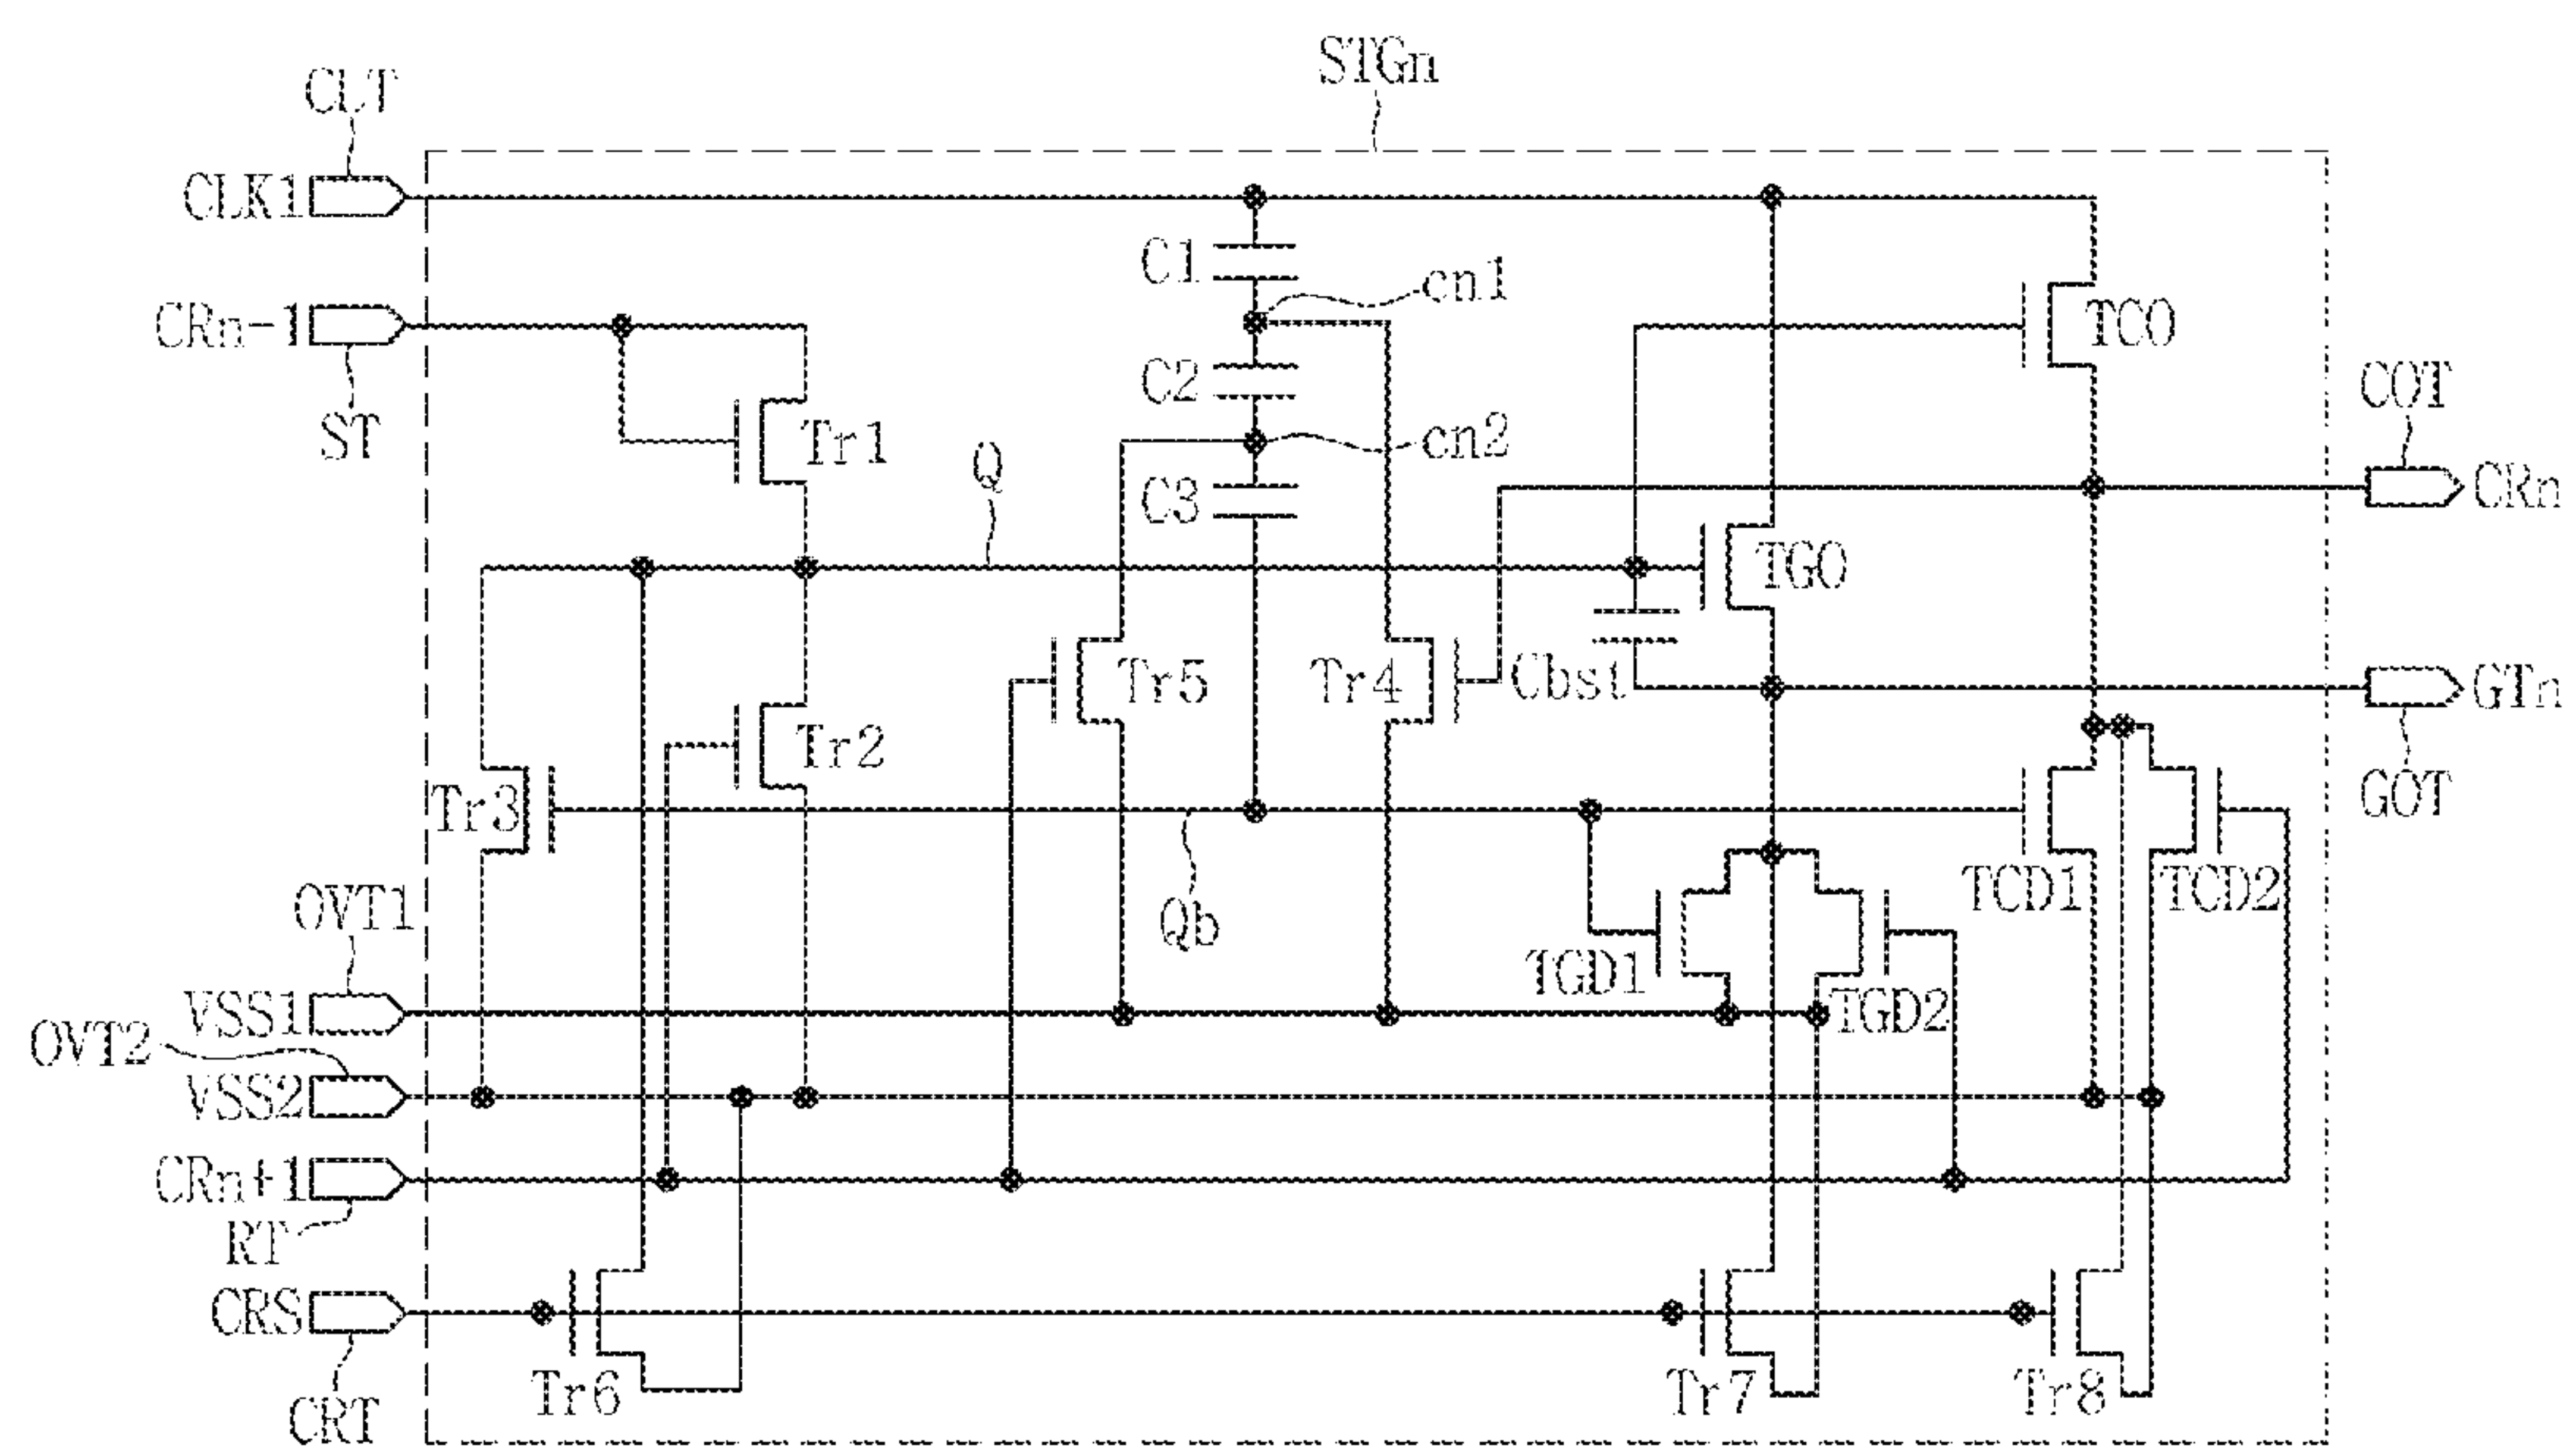 STGn
CLT
CLK1
C1
cn1
CRn-1
TCO
ST
C2
COT
Tr1
cn2
Q
C3
CRn
TGO
Tr5
Tr4
Cbst
GTn
Tr2
Tr3
GOT
OVT1
TCD1
TCD2
Qb
TGD1
VSS1
TGD2
OVT2
VSS2
CRn+1
RT
CRS
Tr6
Tr7
Tr8
CRT